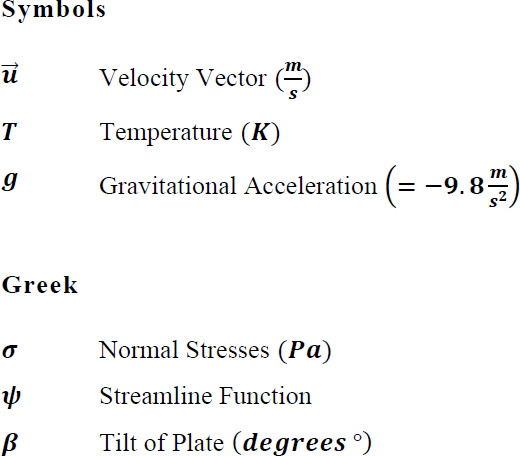 Symbols
u⃗ Velocity Vector (m/s)
T Temperature (K)
g Gravitational Acceleration (= −9.8 m/s²)
Greek
σ Normal Stresses (Pa)
ψ Streamline Function
β Tilt of Plate (degrees °)